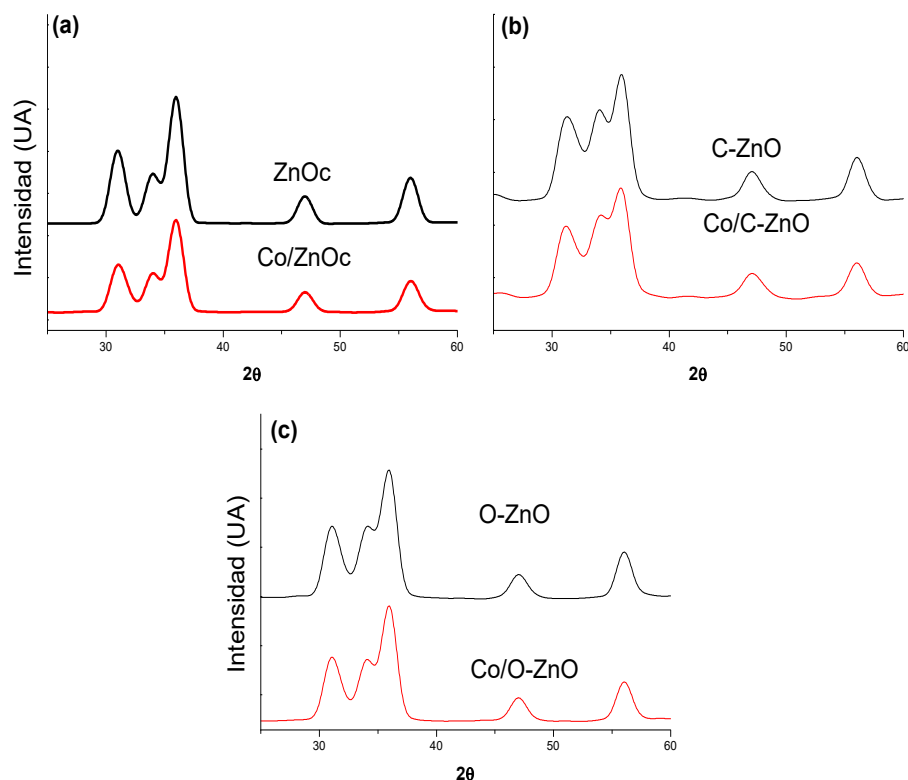 (a)
Intensidad (UA)
ZnOc
Co/ZnOc
30 40 50 60
2θ
(b)
C-ZnO
Co/C-ZnO
30 40 50 60
2θ
(c)
Intensidad (UA)
O-ZnO
Co/O-ZnO
30 40 50 60
2θ